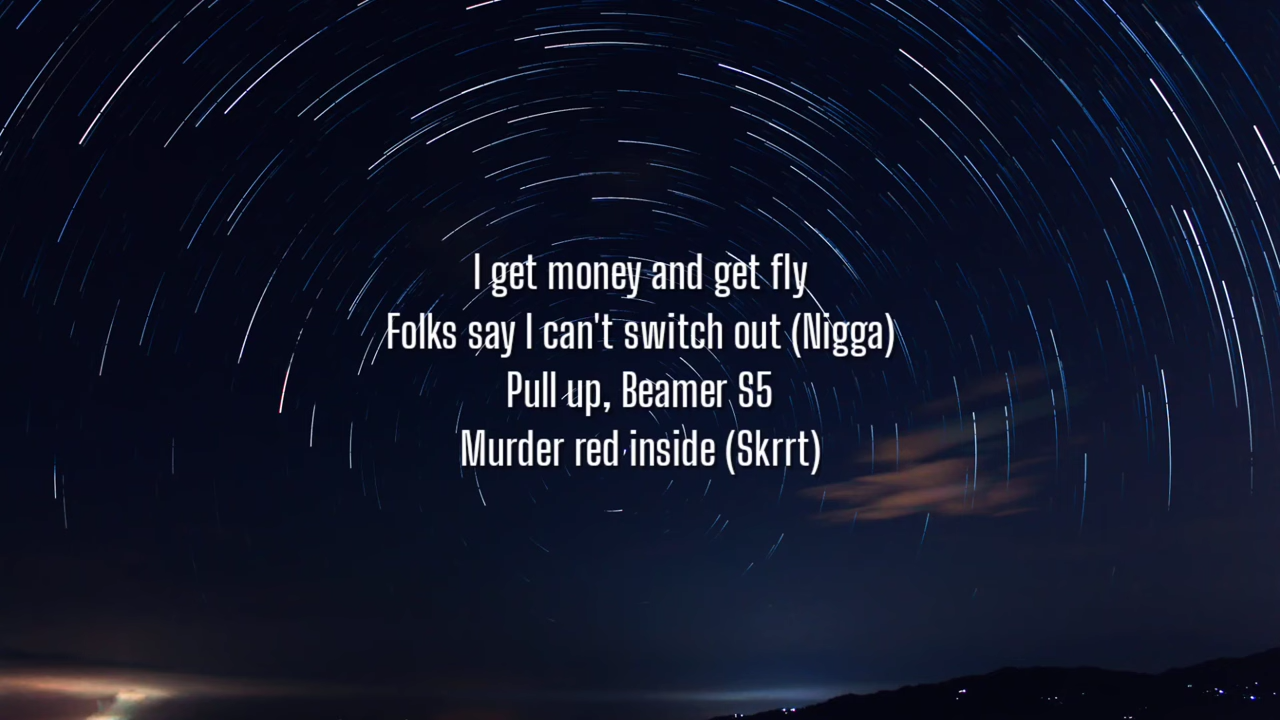 I get money and get fly
Folks say I can't switch out (Nigga)
Pull up, Beamer S5
Murder red inside (Skrrt)